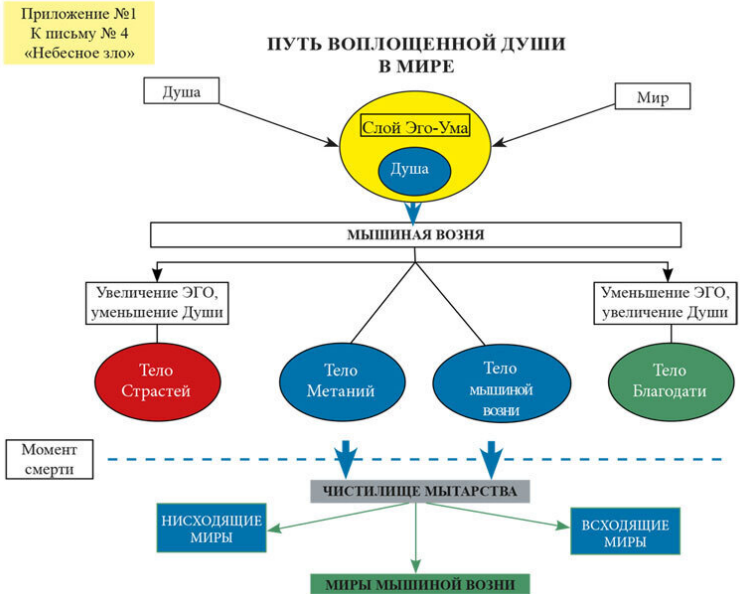 Приложение №1
К письму № 4
«Небесное зло»
ПУТЬ ВОПЛОЩЕННОЙ ДУШИ
В МИРЕ
Душа
Мир
Слой Эго-Ума
Душа
МЫШИНАЯ ВОЗНЯ
Увеличение ЭГО,
уменьшение Души
Уменьшение ЭГО,
увеличение Души
Тело
Страстей
Тело
Метаний
Тело
мышиной
возни
Тело
Благодати
Момент
смерти
ЧИСТИЛИЩЕ МЫТАРСТВА
НИСХОДЯЩИЕ
МИРЫ
ВСХОДЯЩИЕ
МИРЫ
МИРЫ МЫШИНОЙ ВОЗНИ